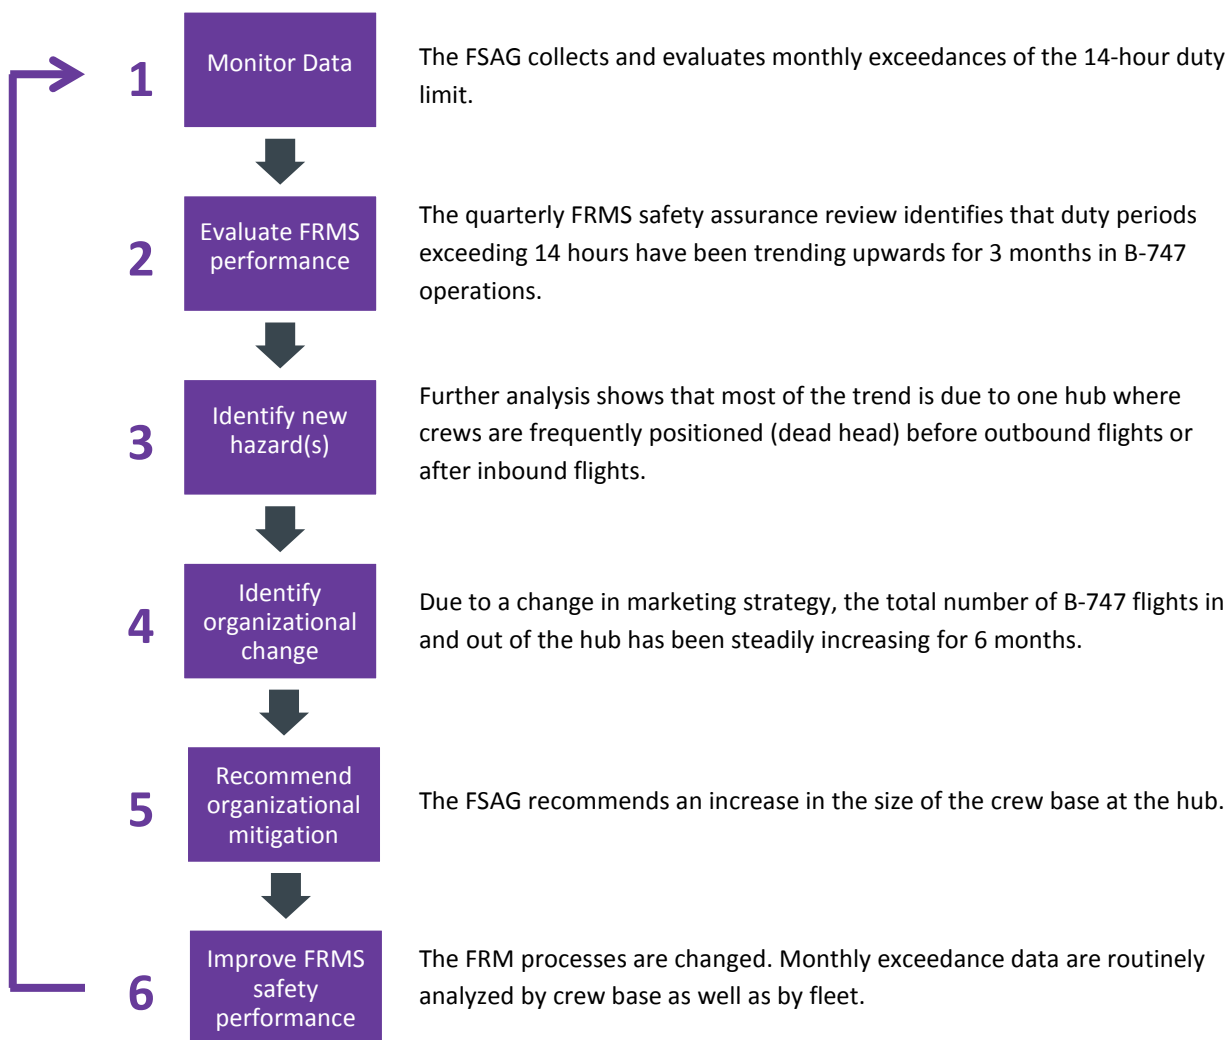 1
Monitor Data
The FSAG collects and evaluates monthly exceedances of the 14-hour duty
limit.
2
Evaluate FRMS
performance
The quarterly FRMS safety assurance review identifies that duty periods
exceeding 14 hours have been trending upwards for 3 months in B-747
operations.
3
Identify new
hazard(s)
Further analysis shows that most of the trend is due to one hub where
crews are frequently positioned (dead head) before outbound flights or
after inbound flights.
4
Identify
organizational
change
Due to a change in marketing strategy, the total number of B-747 flights in
and out of the hub has been steadily increasing for 6 months.
5
Recommend
organizational
mitigation
The FSAG recommends an increase in the size of the crew base at the hub.
6
Improve FRMS
safety
performance
The FRM processes are changed. Monthly exceedance data are routinely
analyzed by crew base as well as by fleet.